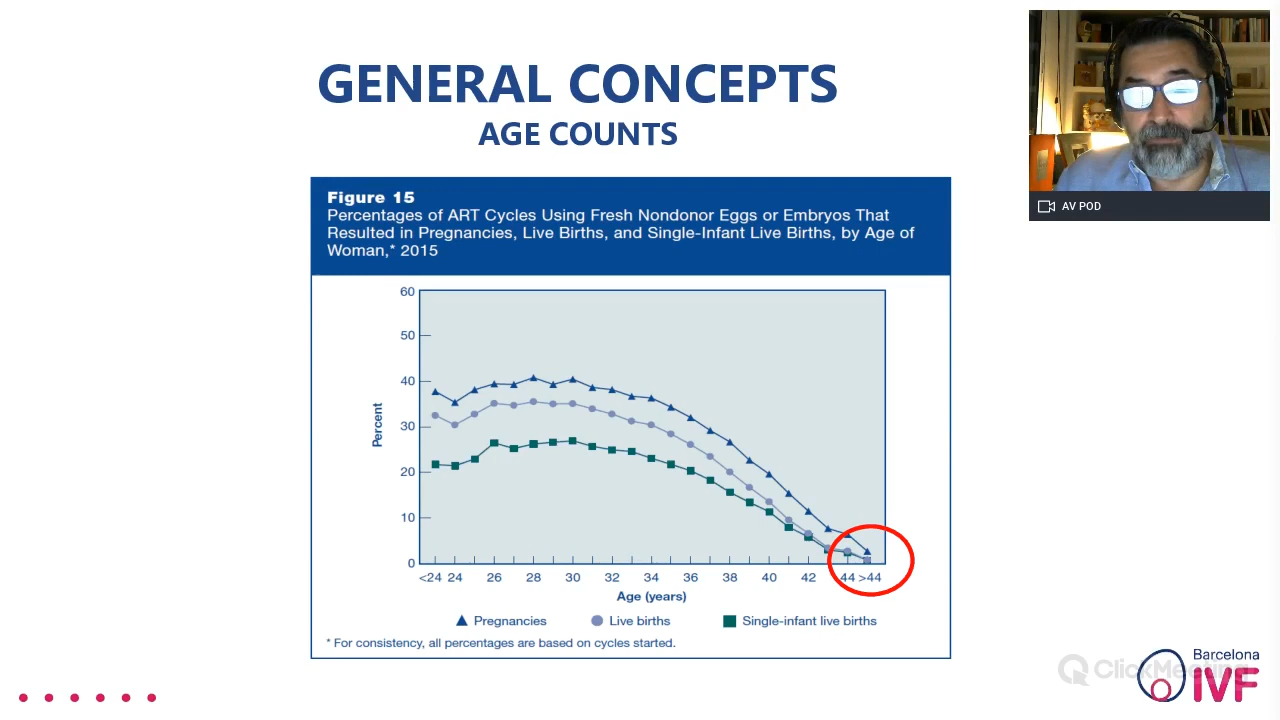 GENERAL CONCEPTS
AGE COUNTS
AV POD
Figure 15
Percentages of ART Cycles Using Fresh Nondonor Eggs or Embryos That
Resulted in Pregnancies, Live Births, and Single-Infant Live Births, by Age of
Woman,* 2015
60
50
40
30
20
10
0
Percent
<24 24 26 28 30 32 34 36 38 40 42 44 >44
Age (years)
Pregnancies Live births Single-infant live births
* For consistency, all percentages are based on cycles started.
ClickMeeting
Barcelona
IVF